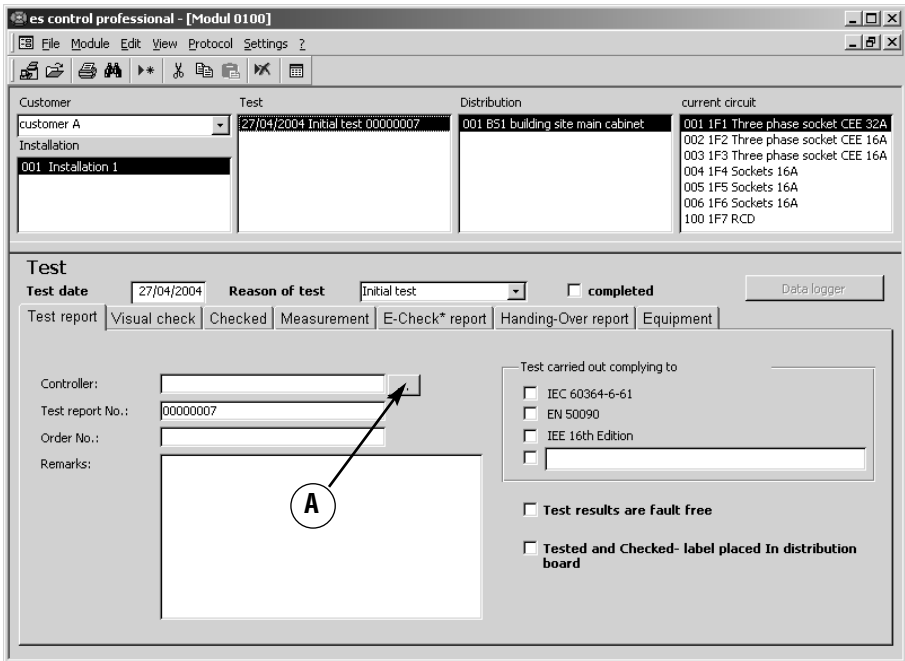 es control professional - [Modul 0100]
File Module Edit View Protocol Settings ?
Customer
customer A
Installation
001 Installation 1
Test
27/04/2004 Initial test 00000007
Distribution
001 BS1 building site main cabinet
current circuit
001 1F1 Three phase socket CEE 32A
002 1F2 Three phase socket CEE 16A
003 1F3 Three phase socket CEE 16A
004 1F4 Sockets 16A
005 1F5 Sockets 16A
006 1F6 Sockets 16A
100 1F7 RCD
Test
Test date 27/04/2004 Reason of test Initial test completed Data logger
Test report Visual check Checked Measurement E-Check* report Handing-Over report Equipment
Controller:
Test report No.: 00000007
Order No.:
Remarks:
A
Test carried out complying to
IEC 60364-6-61
EN 50090
IEE 16th Edition
Test results are fault free
Tested and Checked- label placed In distribution
board